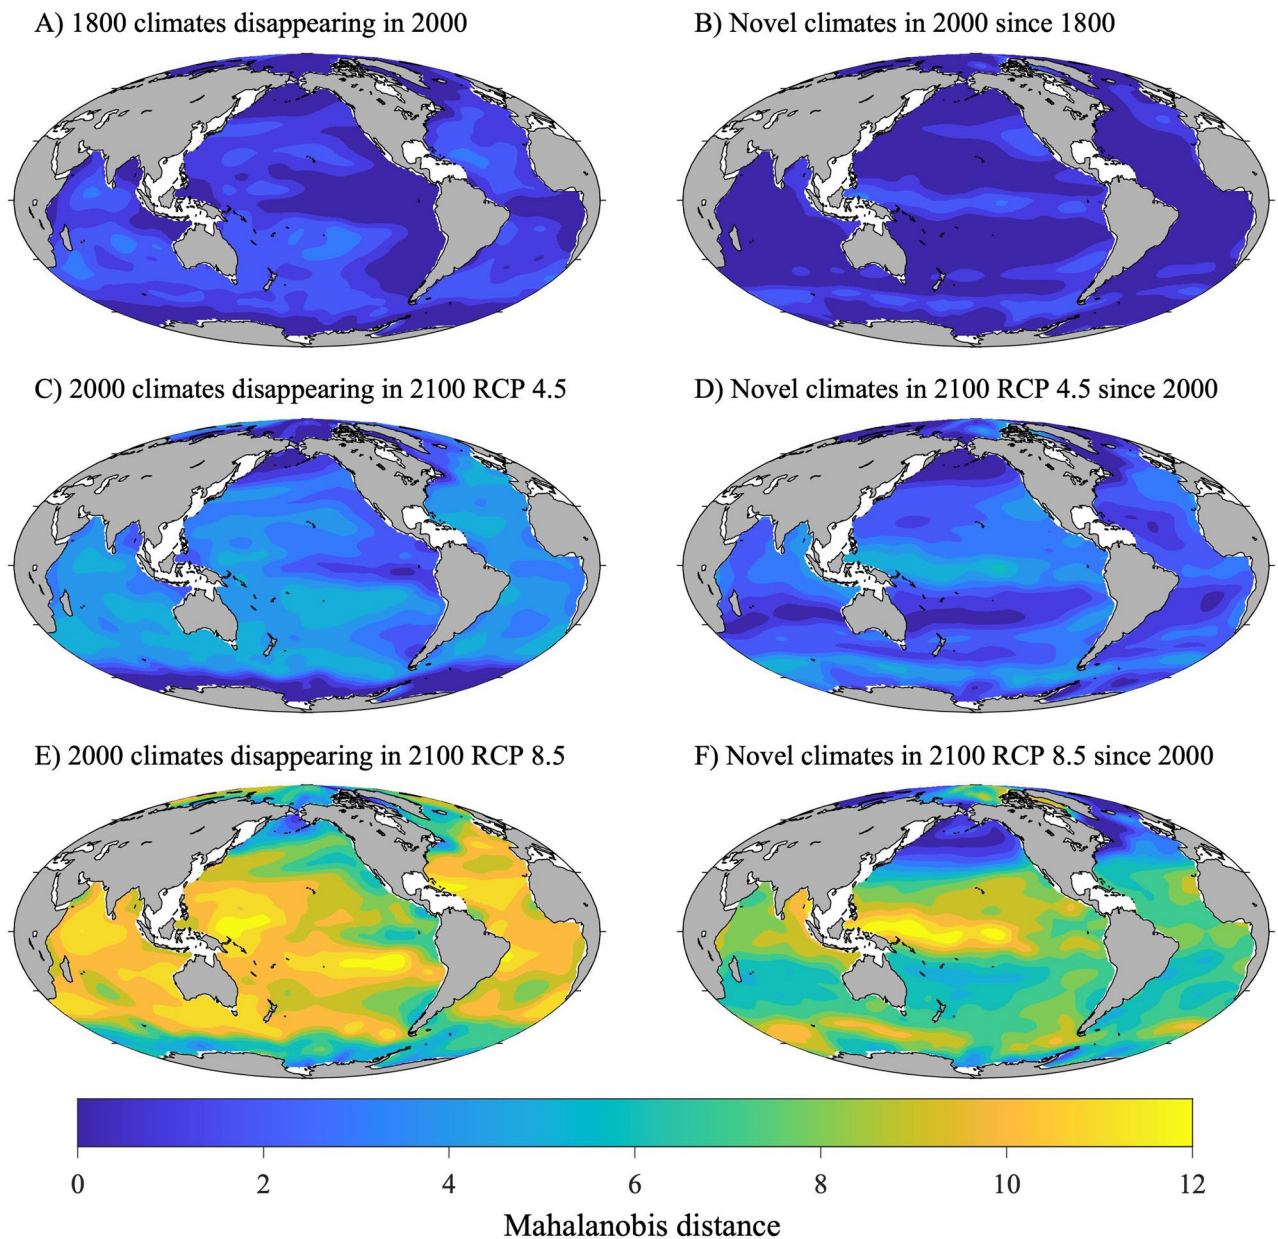 A) 1800 climates disappearing in 2000
B) Novel climates in 2000 since 1800
C) 2000 climates disappearing in 2100 RCP 4.5
D) Novel climates in 2100 RCP 4.5 since 2000
E) 2000 climates disappearing in 2100 RCP 8.5
F) Novel climates in 2100 RCP 8.5 since 2000
0 2 4 6 8 10 12
Mahalanobis distance